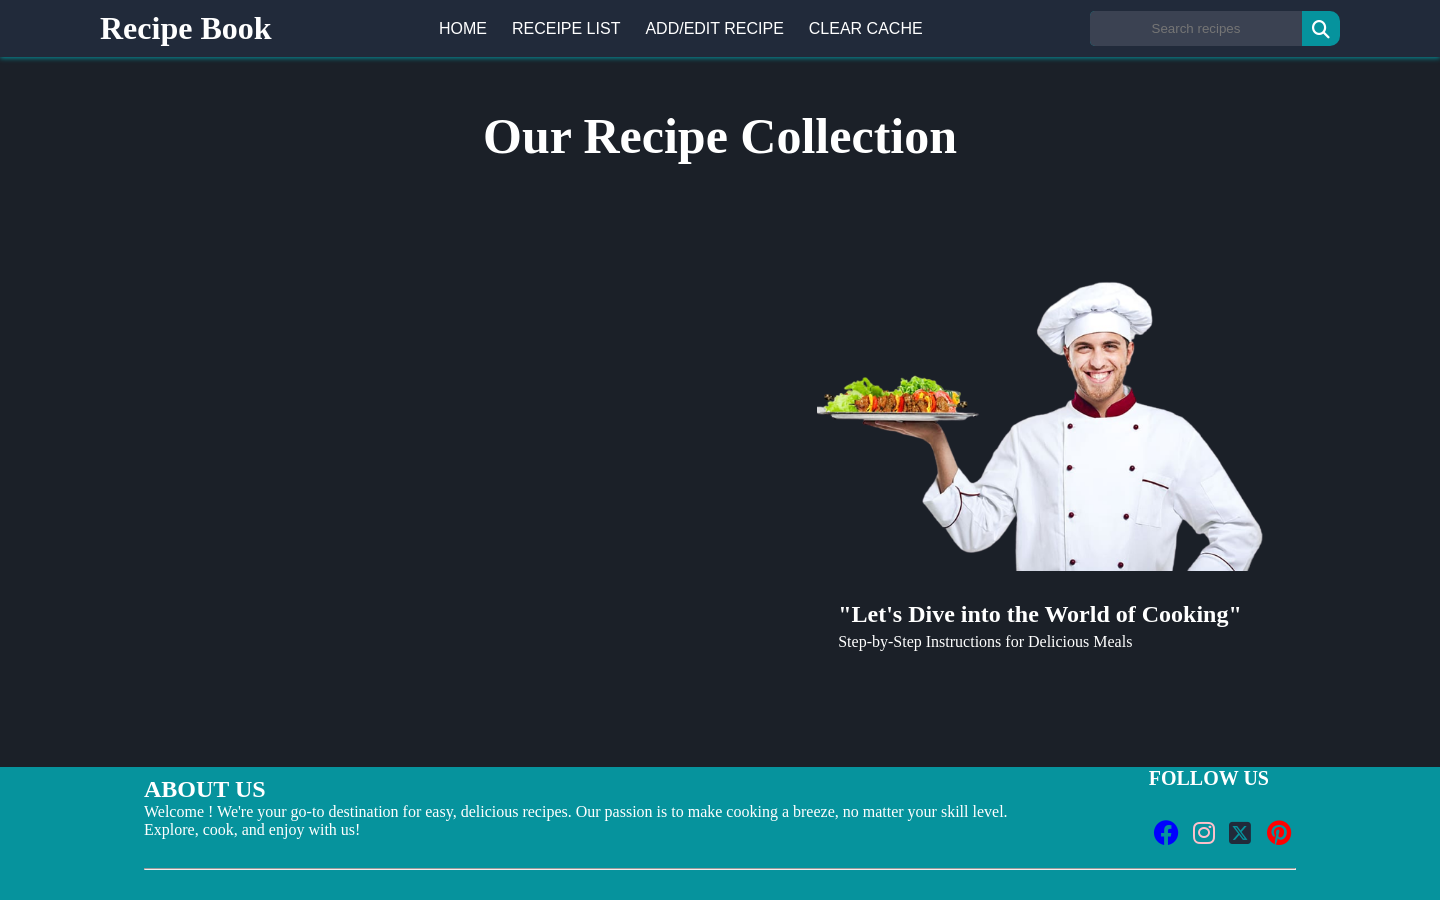 Recipe Book
HOME
RECEIPE LIST
ADD/EDIT RECIPE
CLEAR CACHE
Search recipes
Our Recipe Collection
"Let's Dive into the World of Cooking"
Step-by-Step Instructions for Delicious Meals
ABOUT US
Welcome ! We're your go-to destination for easy, delicious recipes. Our passion is to make cooking a breeze, no matter your skill level.
Explore, cook, and enjoy with us!
FOLLOW US